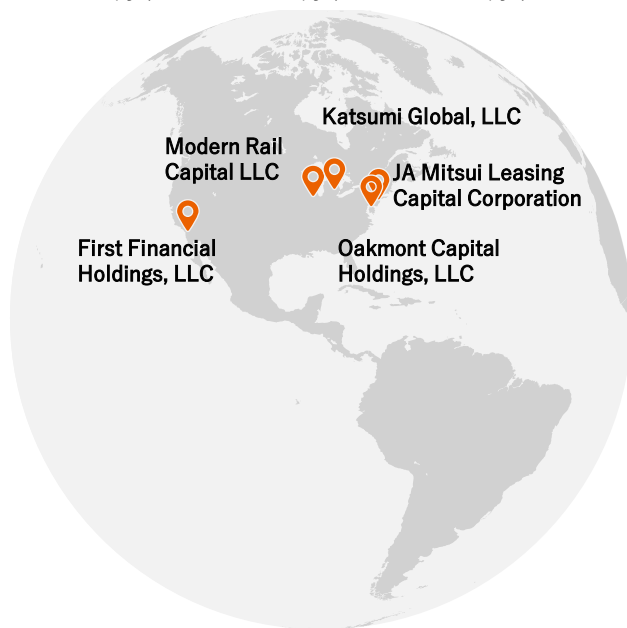 Katsumi Global, LLC
Modern Rail
Capital LLC
JA Mitsui Leasing
Capital Corporation
First Financial
Holdings, LLC
Oakmont Capital
Holdings, LLC